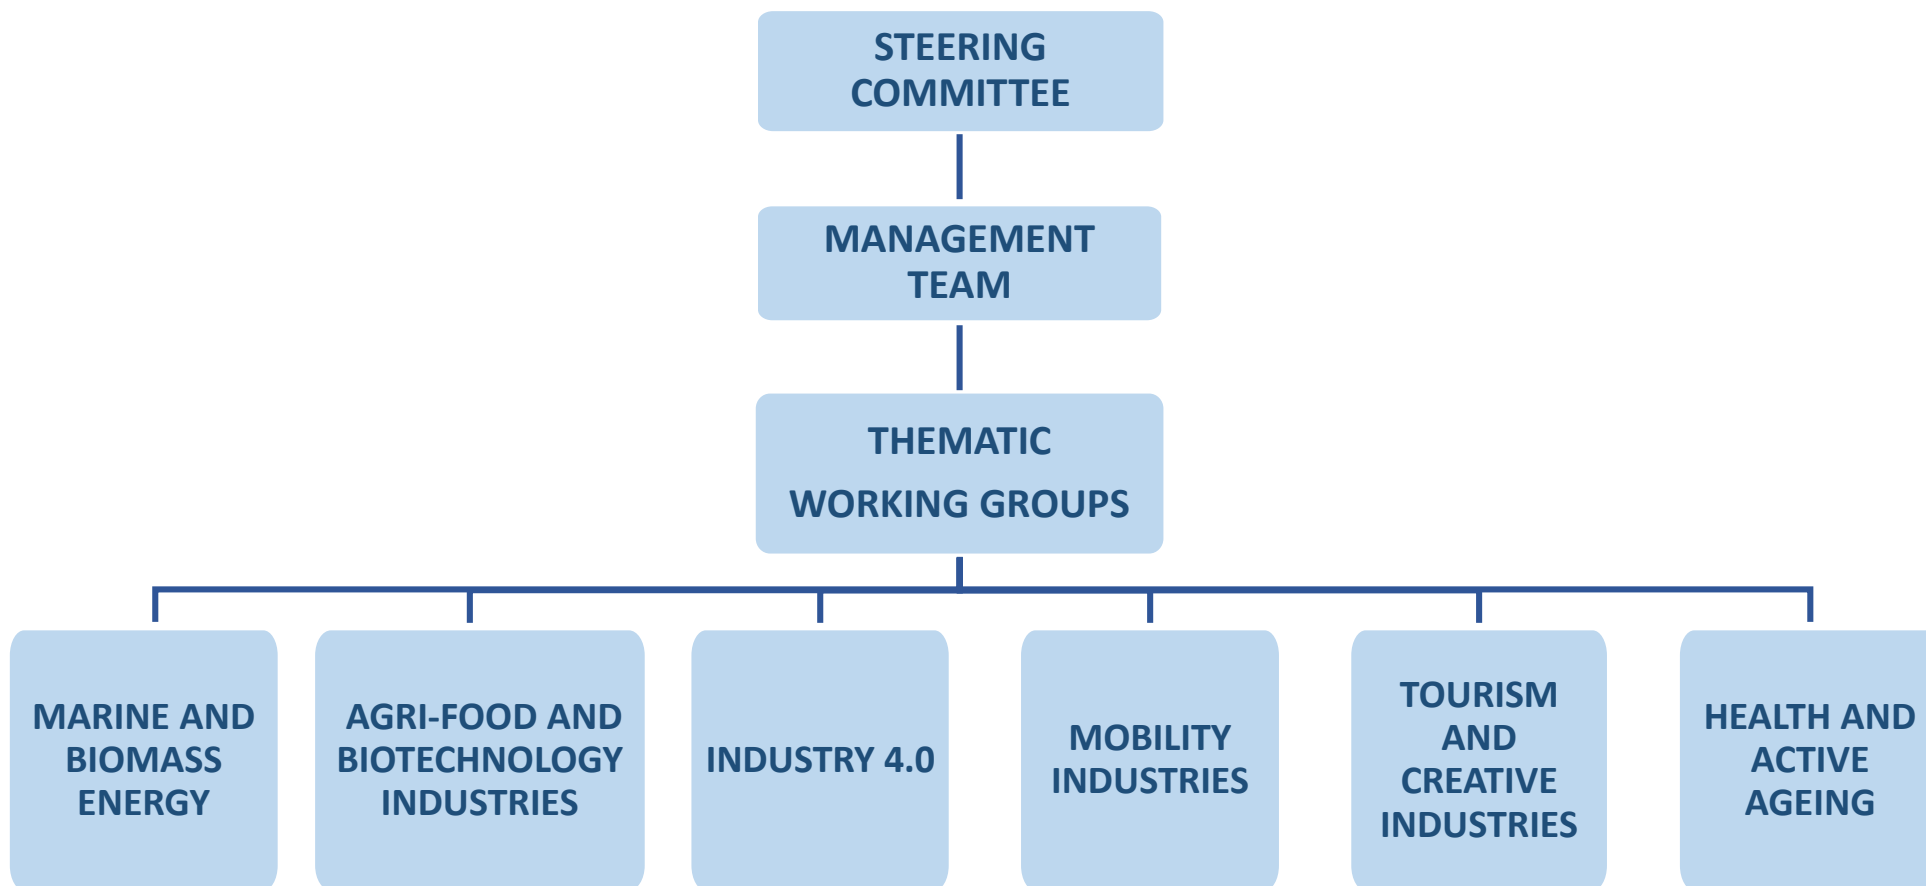 STEERING
COMMITTEE
MANAGEMENT
TEAM
THEMATIC
WORKING GROUPS
MARINE AND
BIOMASS
ENERGY
AGRI-FOOD AND
BIOTECHNOLOGY
INDUSTRIES
INDUSTRY 4.0
MOBILITY
INDUSTRIES
TOURISM
AND
CREATIVE
INDUSTRIES
HEALTH AND
ACTIVE
AGEING